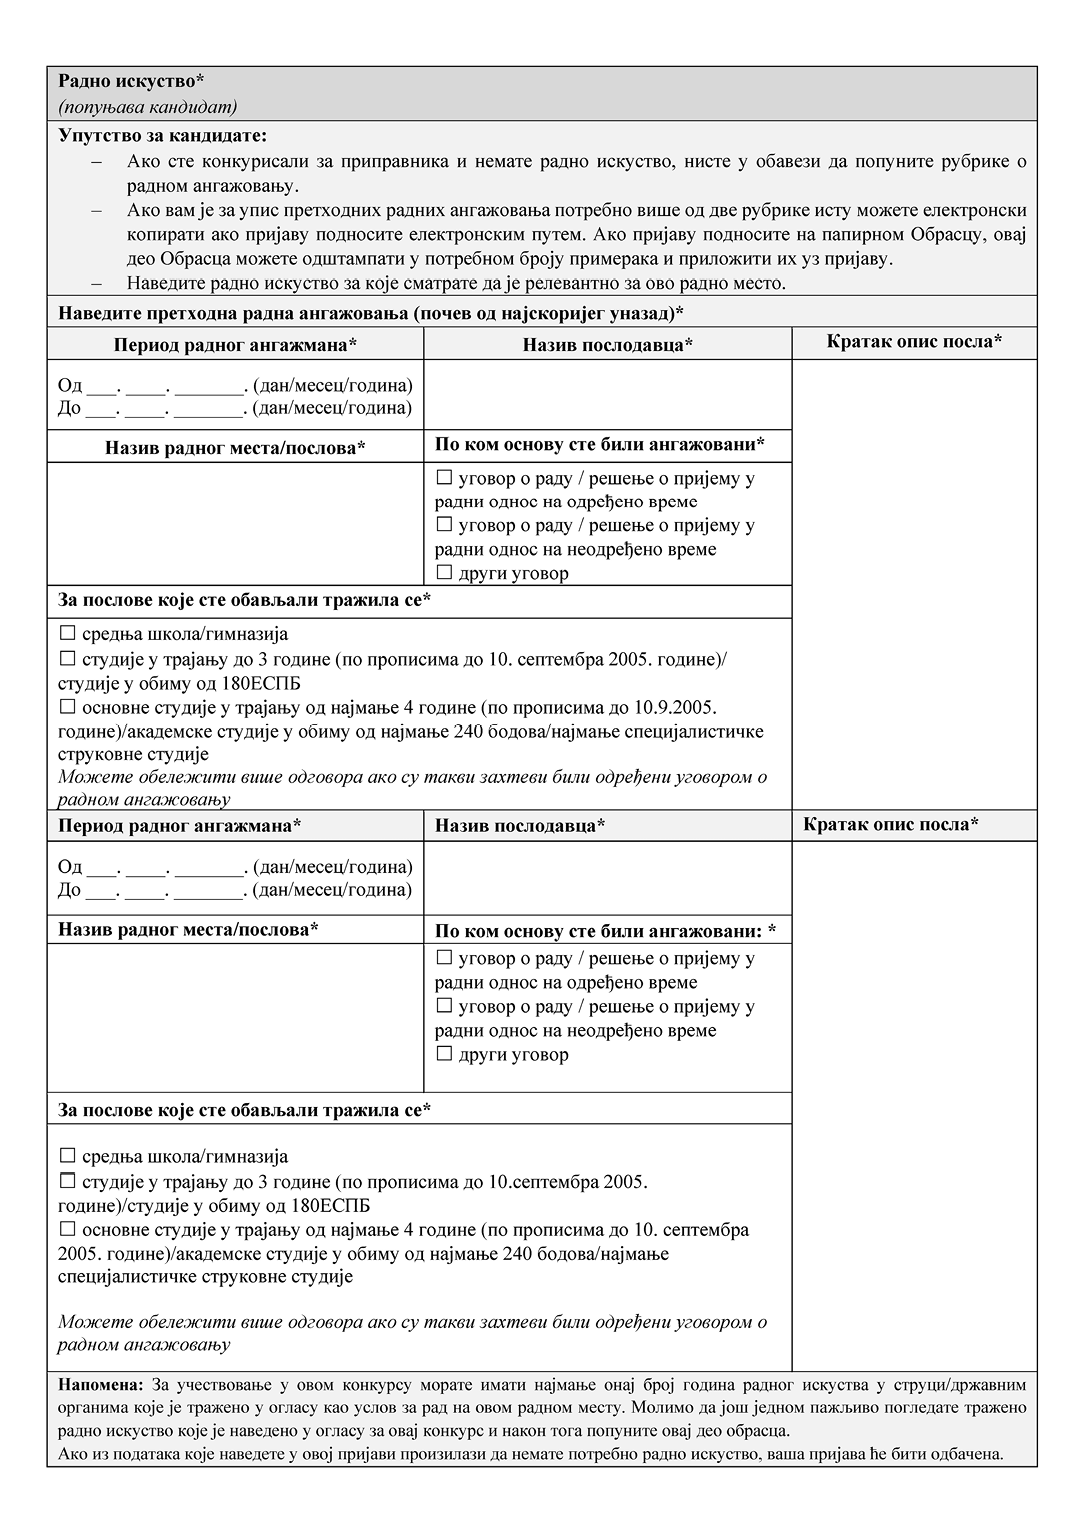 Радно искуство*
(попуњава кандидат)
Упутство за кандидате:
– Ако сте конкурисали за приправника и немате радно искуство, нисте у обавези да попуните рубрике о
радном ангажовању.
– Ако вам је за упис претходних радних ангажовања потребно више од две рубрике исту можете електронски
копирати ако пријаву подносите електронским путем. Ако пријаву подносите на папирном Обрасцу, овај
део Обрасца можете одштампати у потребном броју примерака и приложити их уз пријаву.
– Наведите радно искуство за које сматрате да је релевантно за ово радно место.
Наведите претходна радна ангажовања (почев од најскоријег уназад)*
Период радног ангажмана*
Назив послодавца*
Кратак опис посла*
Од ___. ____. _______. (дан/месец/година)
До ___. ____. _______. (дан/месец/година)
Назив радног места/послова*
По ком основу сте били ангажовани*
☐ уговор о раду / решење о пријему у
радни однос на одређено време
☐ уговор о раду / решење о пријему у
радни однос на неодређено време
☐ други уговор
За послове које сте обављали тражила се*
☐ средња школа/гимназија
☐ студије у трајању до 3 године (по прописима до 10. септембра 2005. године)/
студије у обиму од 180ЕСПБ
☐ основне студије у трајању од најмање 4 године (по прописима до 10.9.2005.
године)/академске студије у обиму од најмање 240 бодова/најмање специјалистичке
струковне студије
Можете обележити више одговора ако су такви захтеви били одређени уговором о
радном ангажовању
Период радног ангажмана*
Назив послодавца*
Кратак опис посла*
Од ___. ____. _______. (дан/месец/година)
До ___. ____. _______. (дан/месец/година)
Назив радног места/послова*
По ком основу сте били ангажовани: *
☐ уговор о раду / решење о пријему у
радни однос на одређено време
☐ уговор о раду / решење о пријему у
радни однос на неодређено време
☐ други уговор
За послове које сте обављали тражила се*
☐ средња школа/гимназија
☐ студије у трајању до 3 године (по прописима до 10.септембра 2005.
године)/студије у обиму од 180ЕСПБ
☐ основне студије у трајању од најмање 4 године (по прописима до 10. септембра
2005. године)/академске студије у обиму од најмање 240 бодова/најмање
специјалистичке струковне студије
Можете обележити више одговора ако су такви захтеви били одређени уговором о
радном ангажовању
Напомена: За учествовање у овом конкурсу морате имати најмање онај број година радног искуства у струци/државним
органима које је тражено у огласу као услов за рад на овом радном месту. Молимо да још једном пажљиво погледате тражено
радно искуство које је наведено у огласу за овај конкурс и након тога попуните овај део обрасца.
Ако из података које наведете у овој пријави произилази да немате потребно радно искуство, ваша пријава ће бити одбачена.